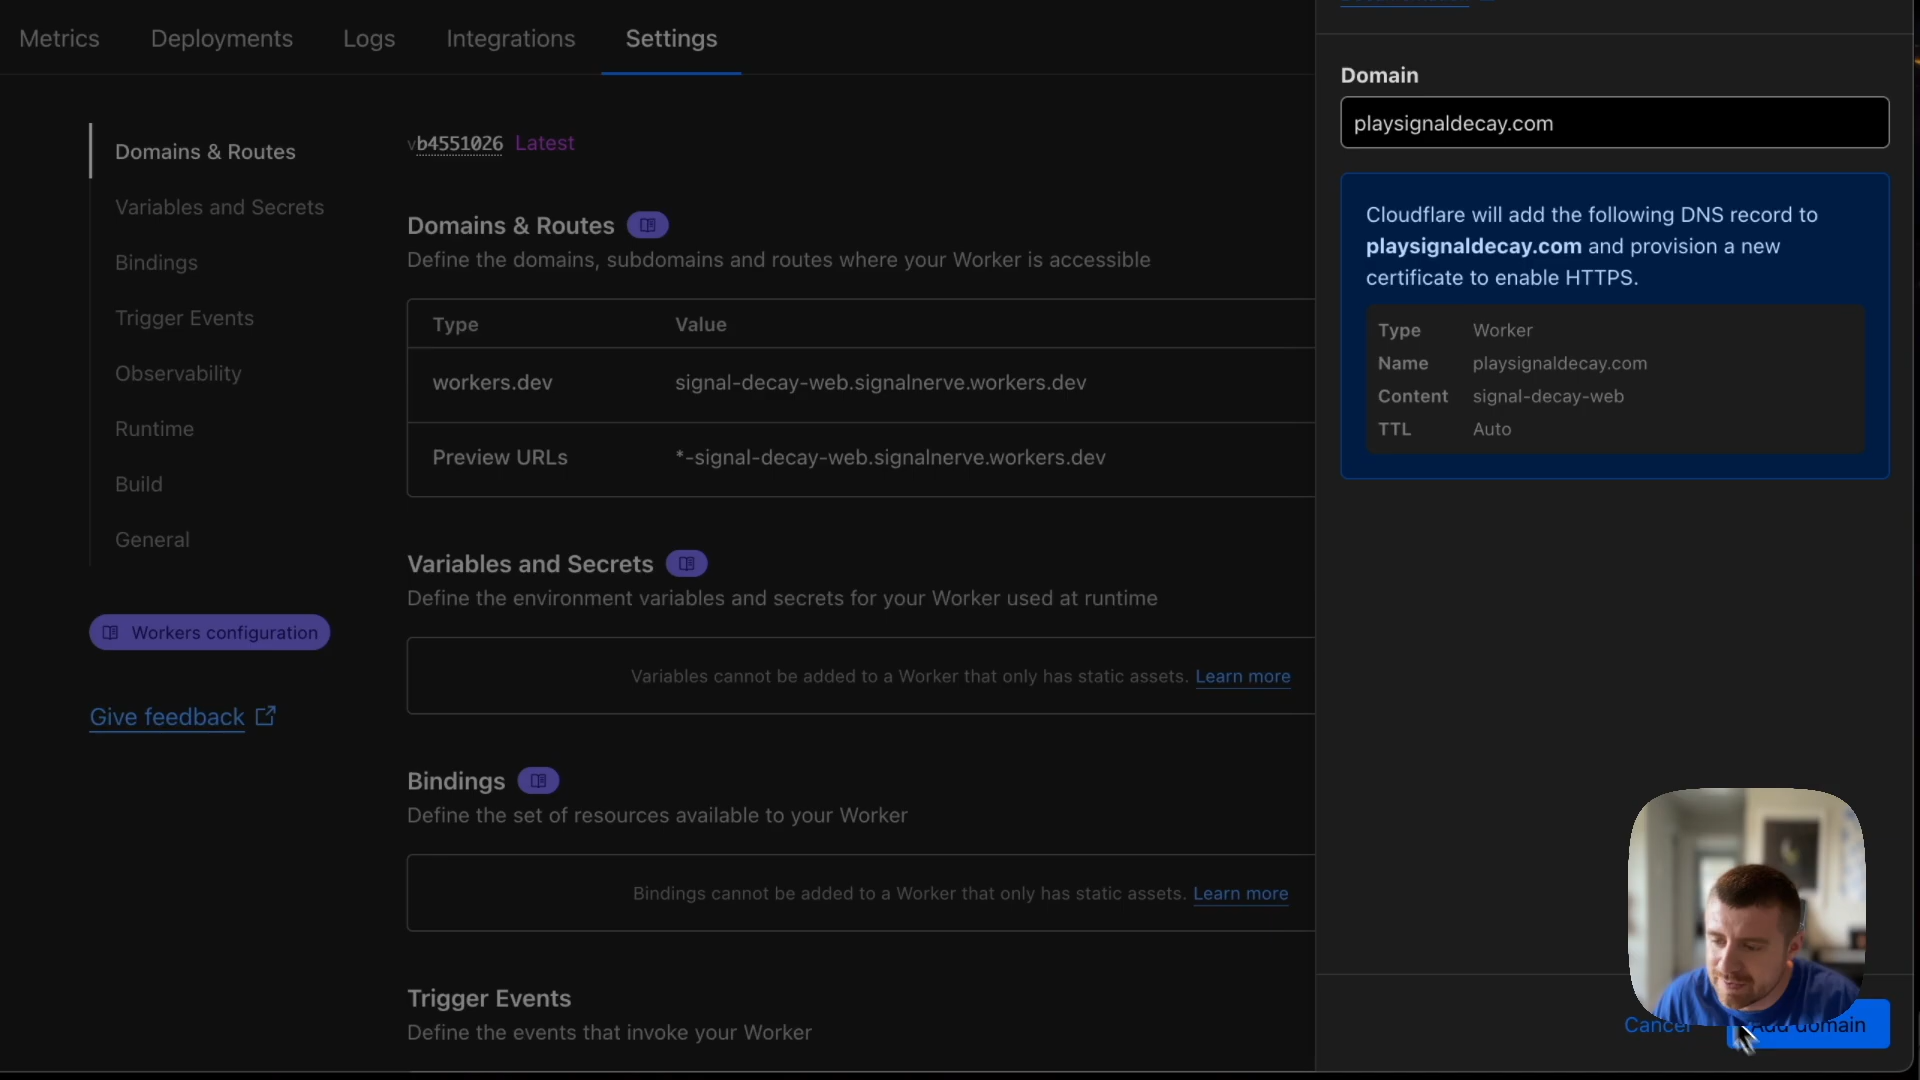 Metrics
Deployments
Logs
Integrations
Settings
Domains & Routes
Variables and Secrets
Bindings
Trigger Events
Observability
Runtime
Build
General
Workers configuration
Give feedback
vb4551026 Latest
Domains & Routes
Define the domains, subdomains and routes where your Worker is accessible
Type Value
workers.dev signal-decay-web.signalnerve.workers.dev
Preview URLs *-signal-decay-web.signalnerve.workers.dev
Variables and Secrets
Define the environment variables and secrets for your Worker used at runtime
Variables cannot be added to a Worker that only has static assets. Learn more
Bindings
Define the set of resources available to your Worker
Bindings cannot be added to a Worker that only has static assets. Learn more
Trigger Events
Define the events that invoke your Worker
Domain
playsignaldecay.com
Cloudflare will add the following DNS record to
playsignaldecay.com and provision a new
certificate to enable HTTPS.
Type Worker
Name playsignaldecay.com
Content signal-decay-web
TTL Auto
Cancel
Add domain